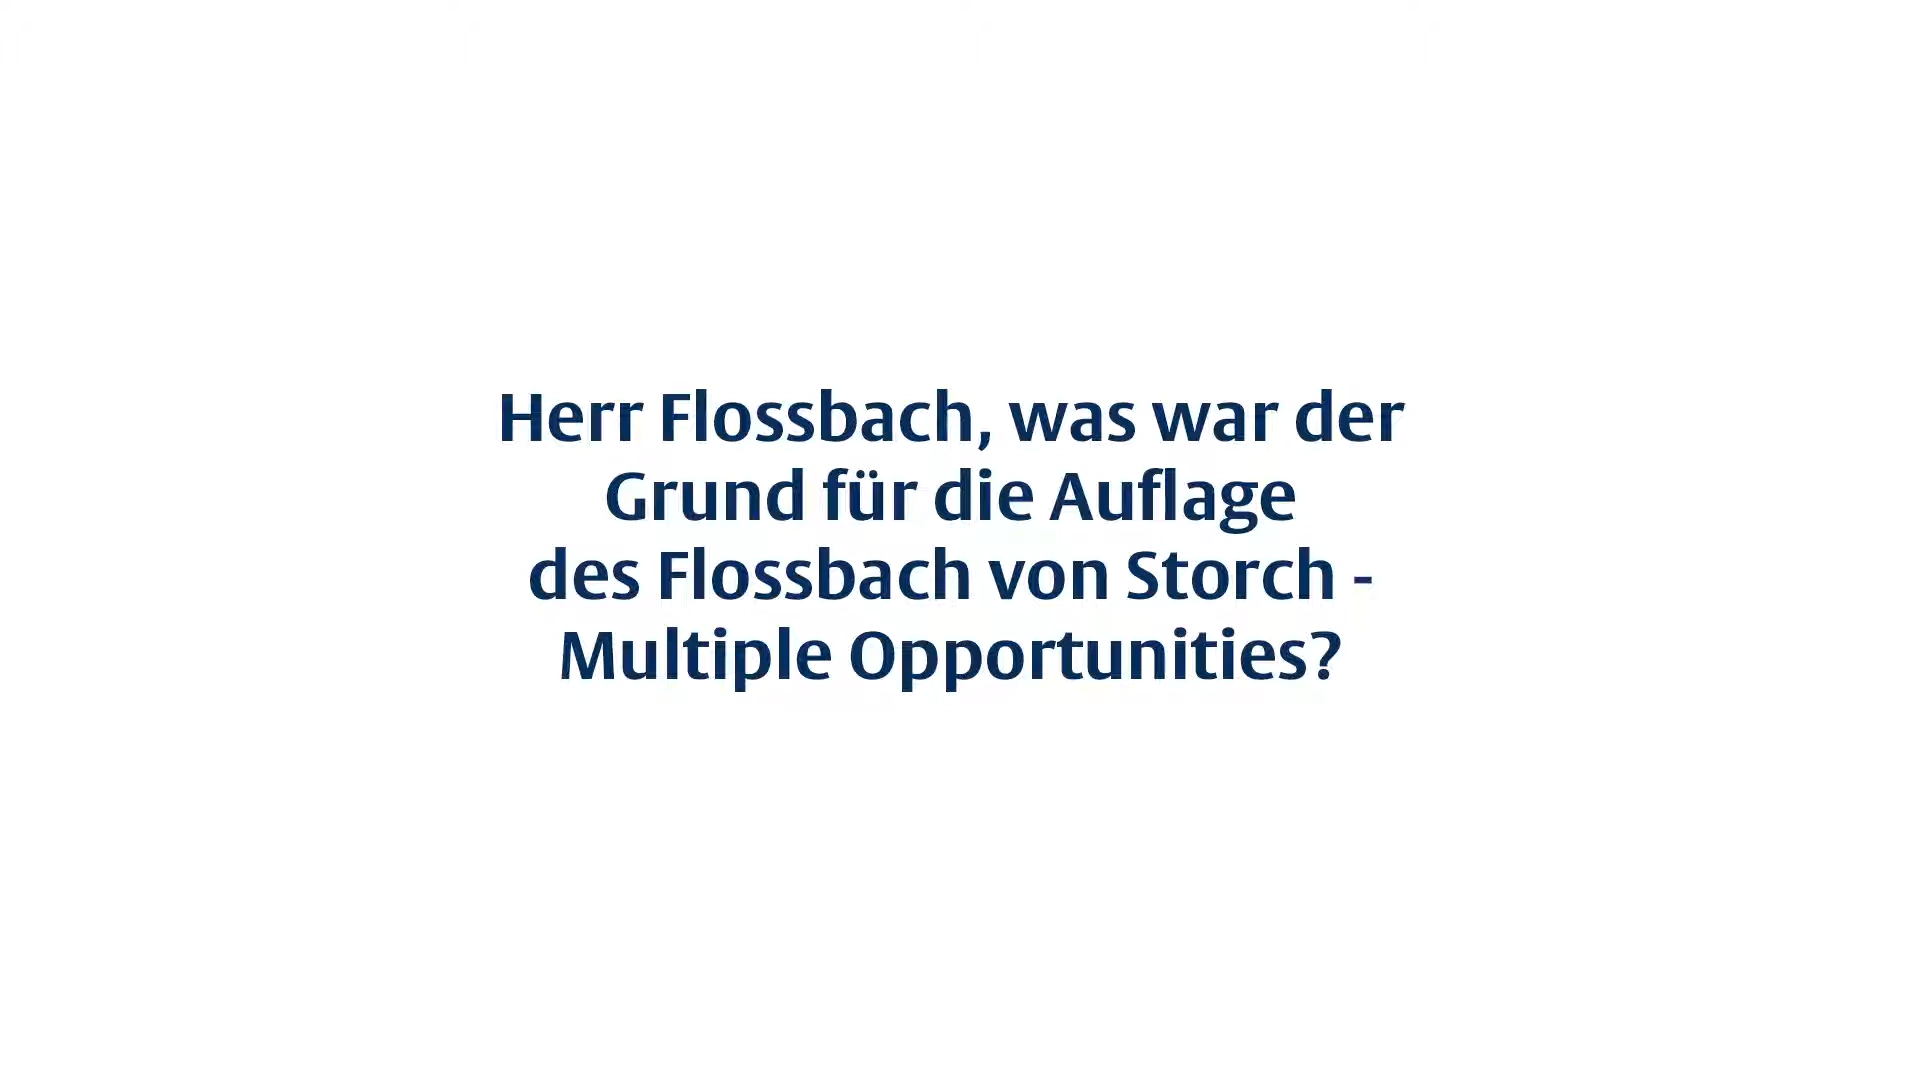 Herr Flossbach, was war der
Grund für die Auflage
des Flossbach von Storch -
Multiple Opportunities?